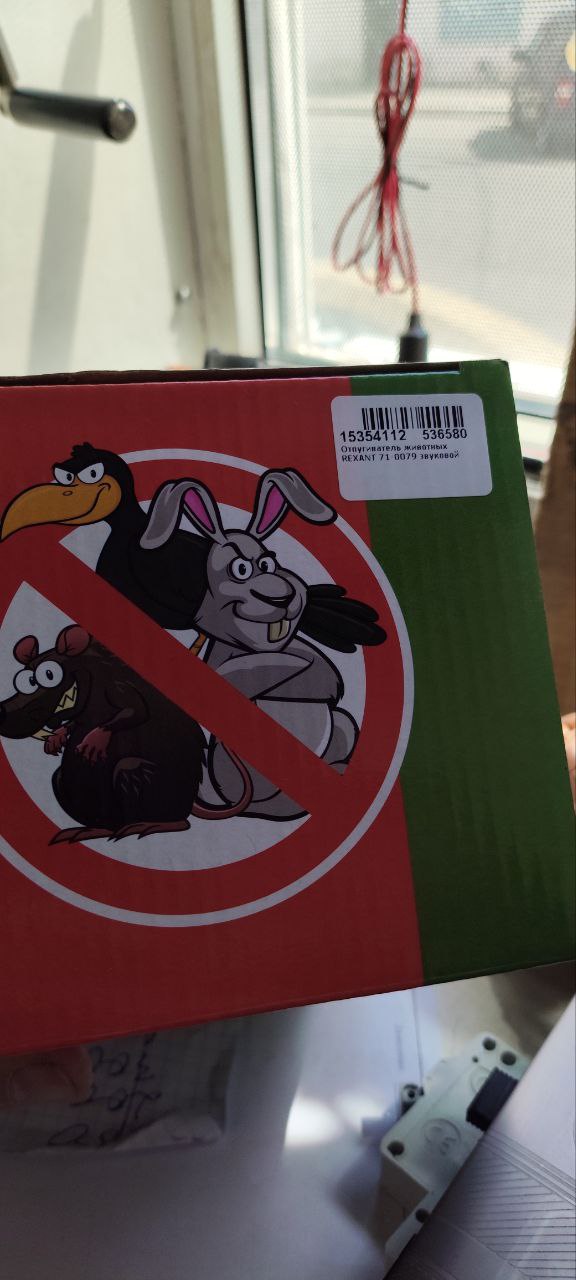 15354112 536580
Отпугиватель животных
REXANT 71 0079 звуковой